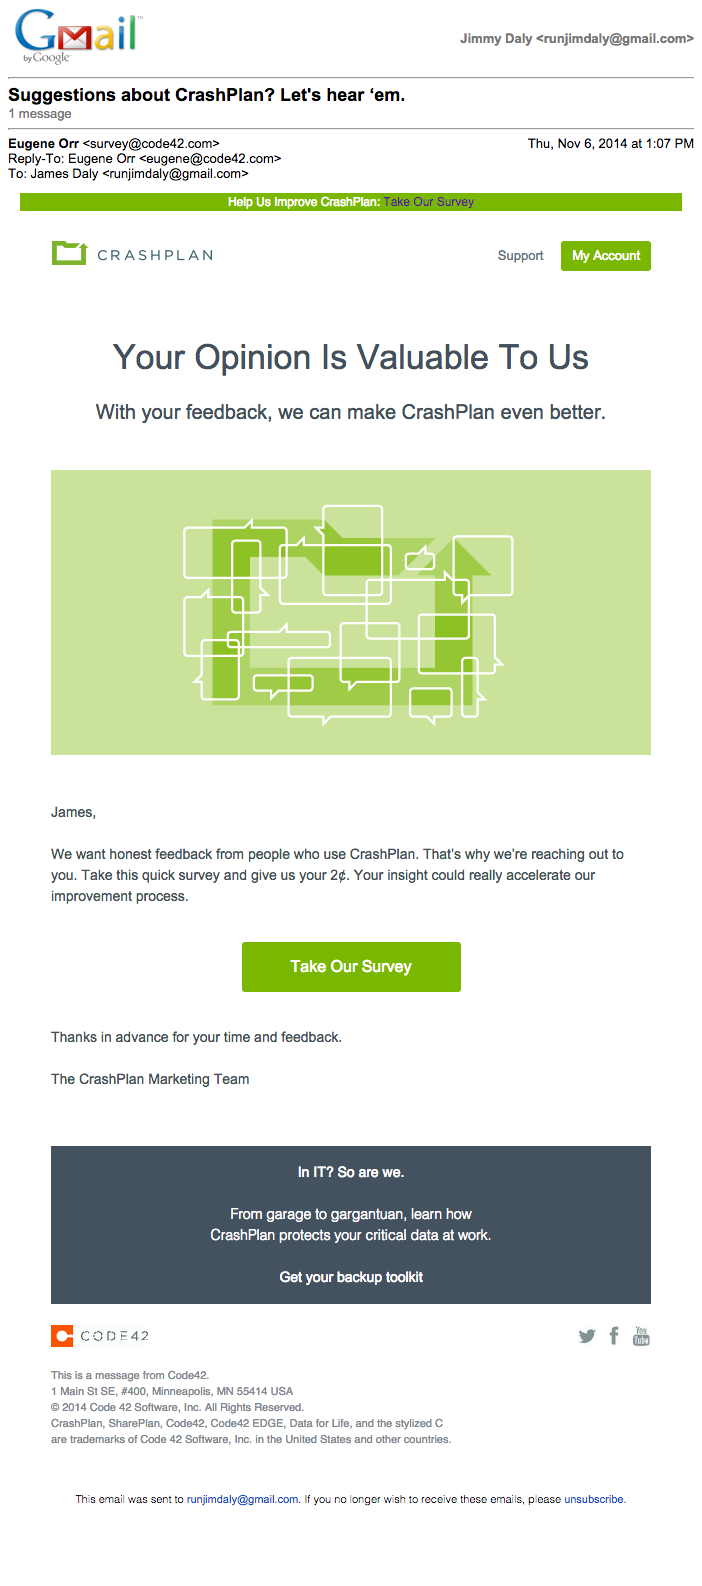 Gmail™
by Google
Jimmy Daly <runjimdaly@gmail.com>
Suggestions about CrashPlan? Let's hear ‘em.
1 message
Eugene Orr <survey@code42.com> Thu, Nov 6, 2014 at 1:07 PM
Reply-To: Eugene Orr <eugene@code42.com>
To: James Daly <runjimdaly@gmail.com>
Help Us Improve CrashPlan: Take Our Survey
CRASHPLAN Support My Account
Your Opinion Is Valuable To Us
With your feedback, we can make CrashPlan even better.
James,
We want honest feedback from people who use CrashPlan. That’s why we’re reaching out to
you. Take this quick survey and give us your 2¢. Your insight could really accelerate our
improvement process.
Take Our Survey
Thanks in advance for your time and feedback.
The CrashPlan Marketing Team
In IT? So are we.
From garage to gargantuan, learn how
CrashPlan protects your critical data at work.
Get your backup toolkit
CODE42 You Tube
This is a message from Code42.
1 Main St SE, #400, Minneapolis, MN 55414 USA
© 2014 Code 42 Software, Inc. All Rights Reserved.
CrashPlan, SharePlan, Code42, Code42 EDGE, Data for Life, and the stylized C
are trademarks of Code 42 Software, Inc. in the United States and other countries.
This email was sent to runjimdaly@gmail.com. If you no longer wish to receive these emails, please unsubscribe.